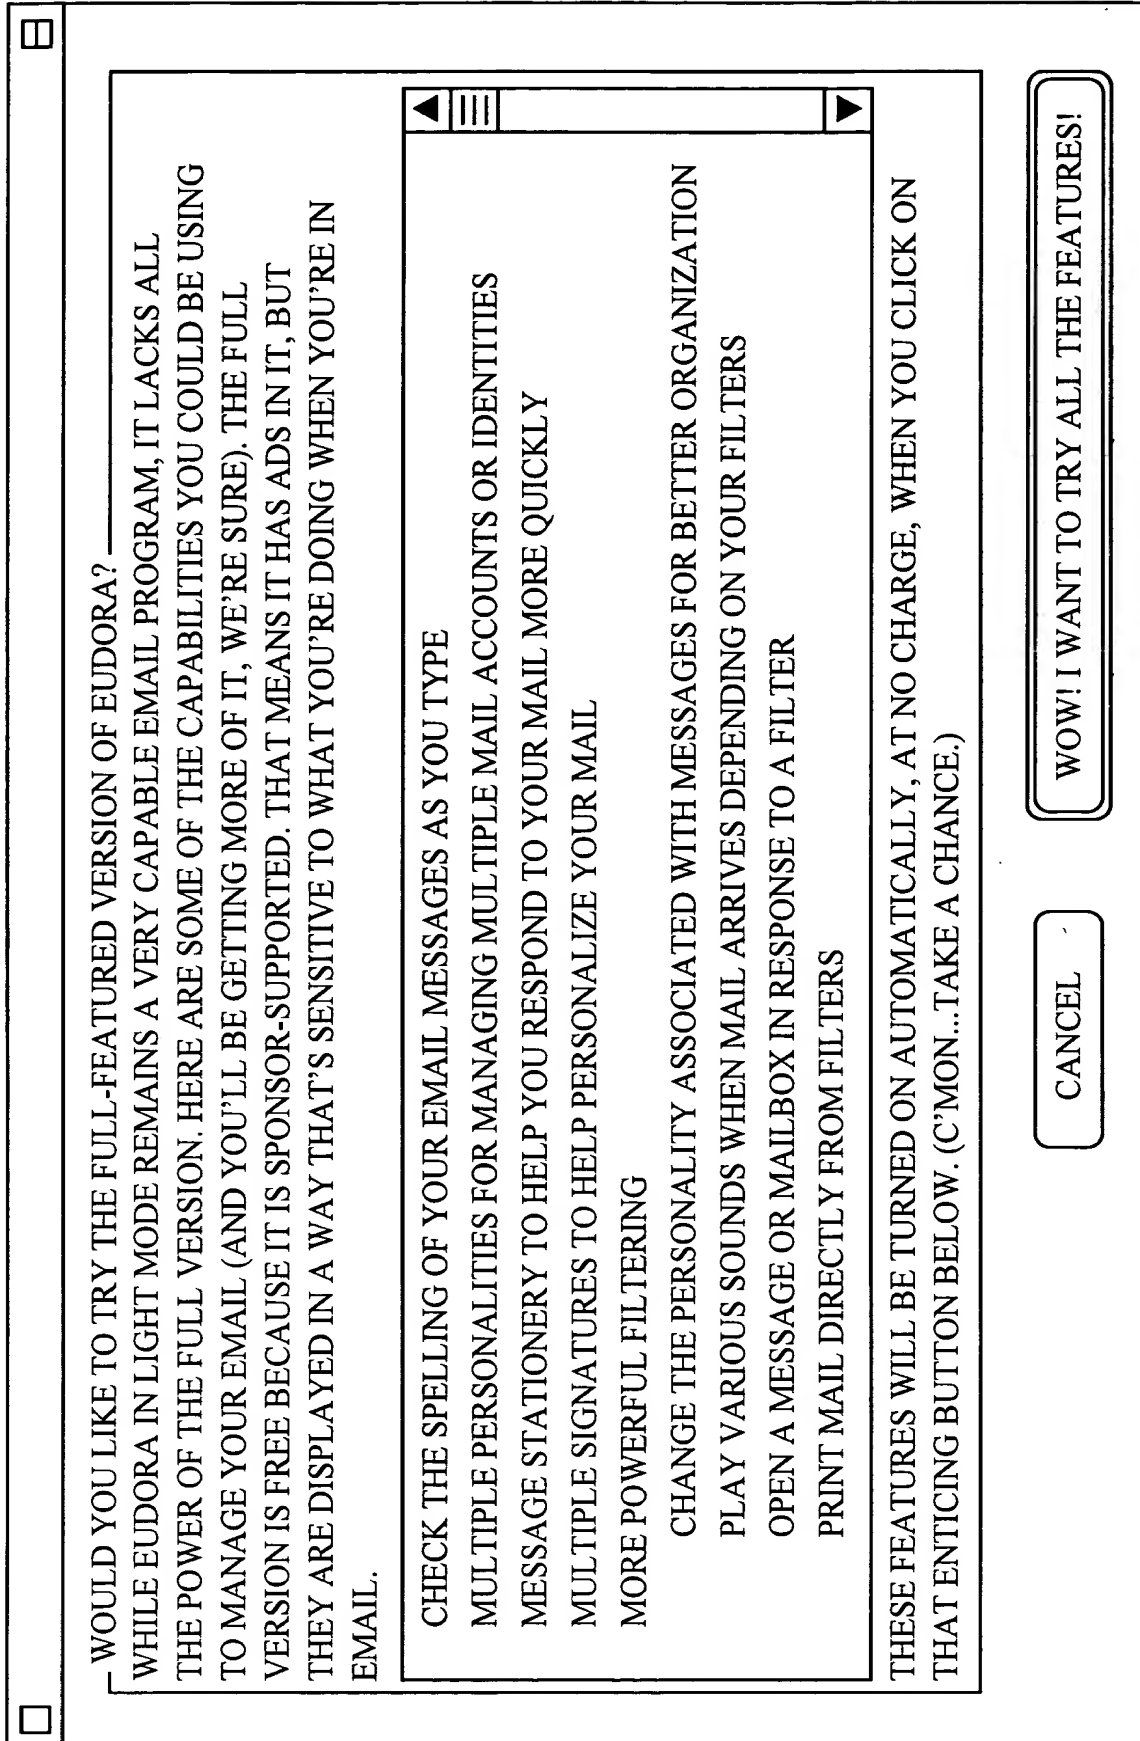 WOULD YOU LIKE TO TRY THE FULL-FEATURED VERSION OF EUDORA?
WHILE EUDORA IN LIGHT MODE REMAINS A VERY CAPABLE EMAIL PROGRAM, IT LACKS ALL
THE POWER OF THE FULL VERSION. HERE ARE SOME OF THE CAPABILITIES YOU COULD BE USING
TO MANAGE YOUR EMAIL (AND YOU'LL BE GETTING MORE OF IT, WE'RE SURE). THE FULL
VERSION IS FREE BECAUSE IT IS SPONSOR-SUPPORTED. THAT MEANS IT HAS ADS IN IT, BUT
THEY ARE DISPLAYED IN A WAY THAT'S SENSITIVE TO WHAT YOU'RE DOING WHEN YOU'RE IN
EMAIL.
CHECK THE SPELLING OF YOUR EMAIL MESSAGES AS YOU TYPE
MULTIPLE PERSONALITIES FOR MANAGING MULTIPLE MAIL ACCOUNTS OR IDENTITIES
MESSAGE STATIONERY TO HELP YOU RESPOND TO YOUR MAIL MORE QUICKLY
MULTIPLE SIGNATURES TO HELP PERSONALIZE YOUR MAIL
MORE POWERFUL FILTERING
CHANGE THE PERSONALITY ASSOCIATED WITH MESSAGES FOR BETTER ORGANIZATION
PLAY VARIOUS SOUNDS WHEN MAIL ARRIVES DEPENDING ON YOUR FILTERS
OPEN A MESSAGE OR MAILBOX IN RESPONSE TO A FILTER
PRINT MAIL DIRECTLY FROM FILTERS
THESE FEATURES WILL BE TURNED ON AUTOMATICALLY, AT NO CHARGE, WHEN YOU CLICK ON
THAT ENTICING BUTTON BELOW. (C'MON...TAKE A CHANCE.)
CANCEL
WOW! I WANT TO TRY ALL THE FEATURES!